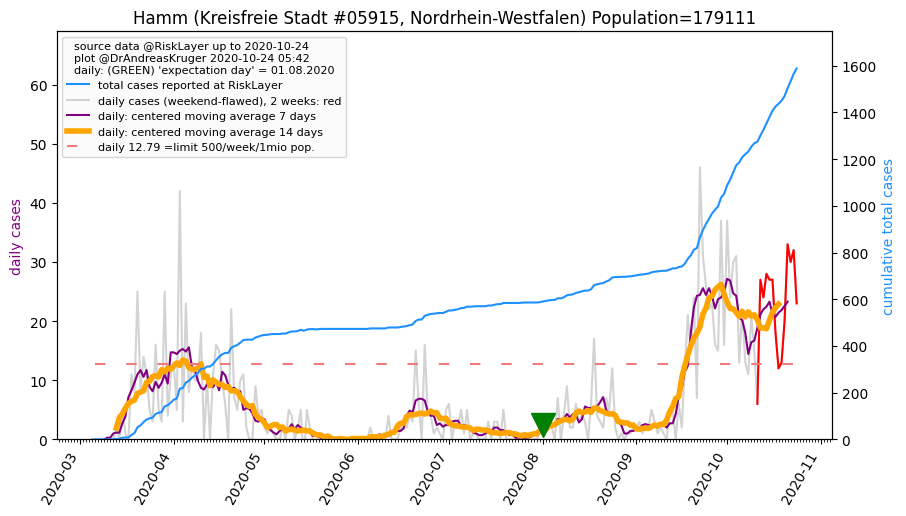 Hamm (Kreisfreie Stadt #05915, Nordrhein-Westfalen) Population=179111
source data @RiskLayer up to 2020-10-24
plot @DrAndreasKruger 2020-10-24 05:42
daily: (GREEN) 'expectation day' = 01.08.2020
total cases reported at RiskLayer
daily cases (weekend-flawed), 2 weeks: red
daily: centered moving average 7 days
daily: centered moving average 14 days
daily 12.79 =limit 500/week/1mio pop.
daily cases
60
50
40
30
20
10
0
1600
1400
1200
1000
800
600
400
200
0
cumulative total cases
2020-03
2020-04
2020-05
2020-06
2020-07
2020-08
2020-09
2020-10
2020-11